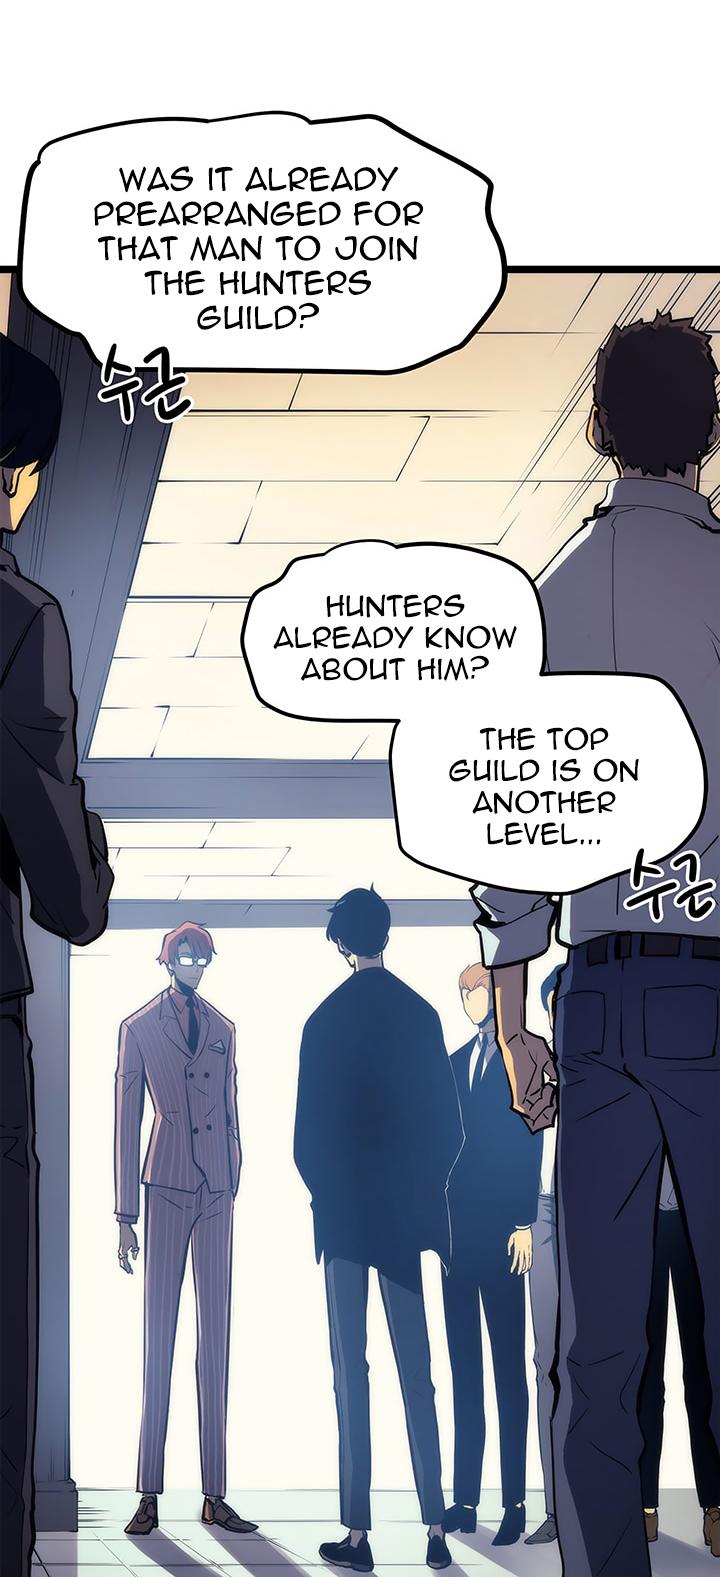 WAS IT ALREADY
PREARRANGED FOR
THAT MAN TO JOIN
THE HUNTERS
GUILD?
수군
HUNTERS
ALREADY KNOW
ABOUT HIM?
THE TOP
GUILD IS ON
ANOTHER
LEVEL...
수군